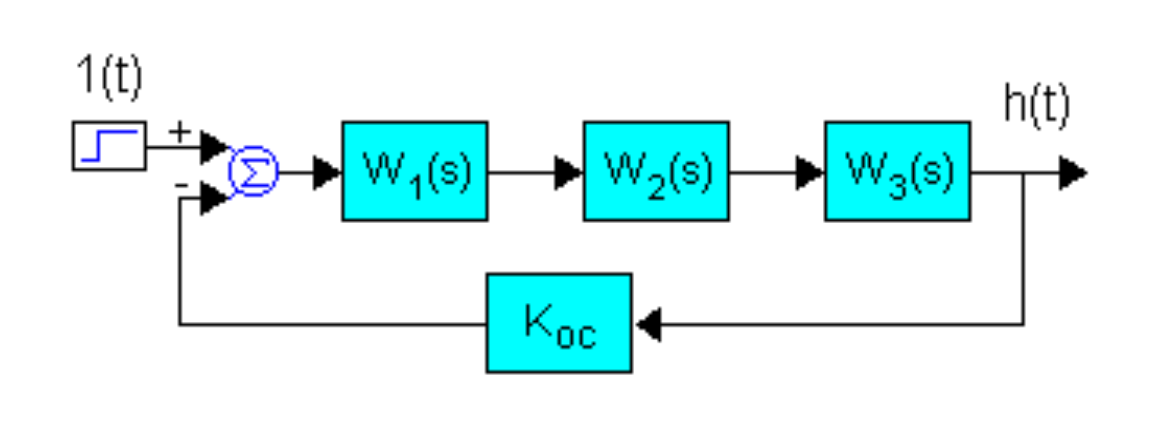 1(t)
h(t)
+
-
Σ
W1(s)
W2(s)
W3(s)
Koc